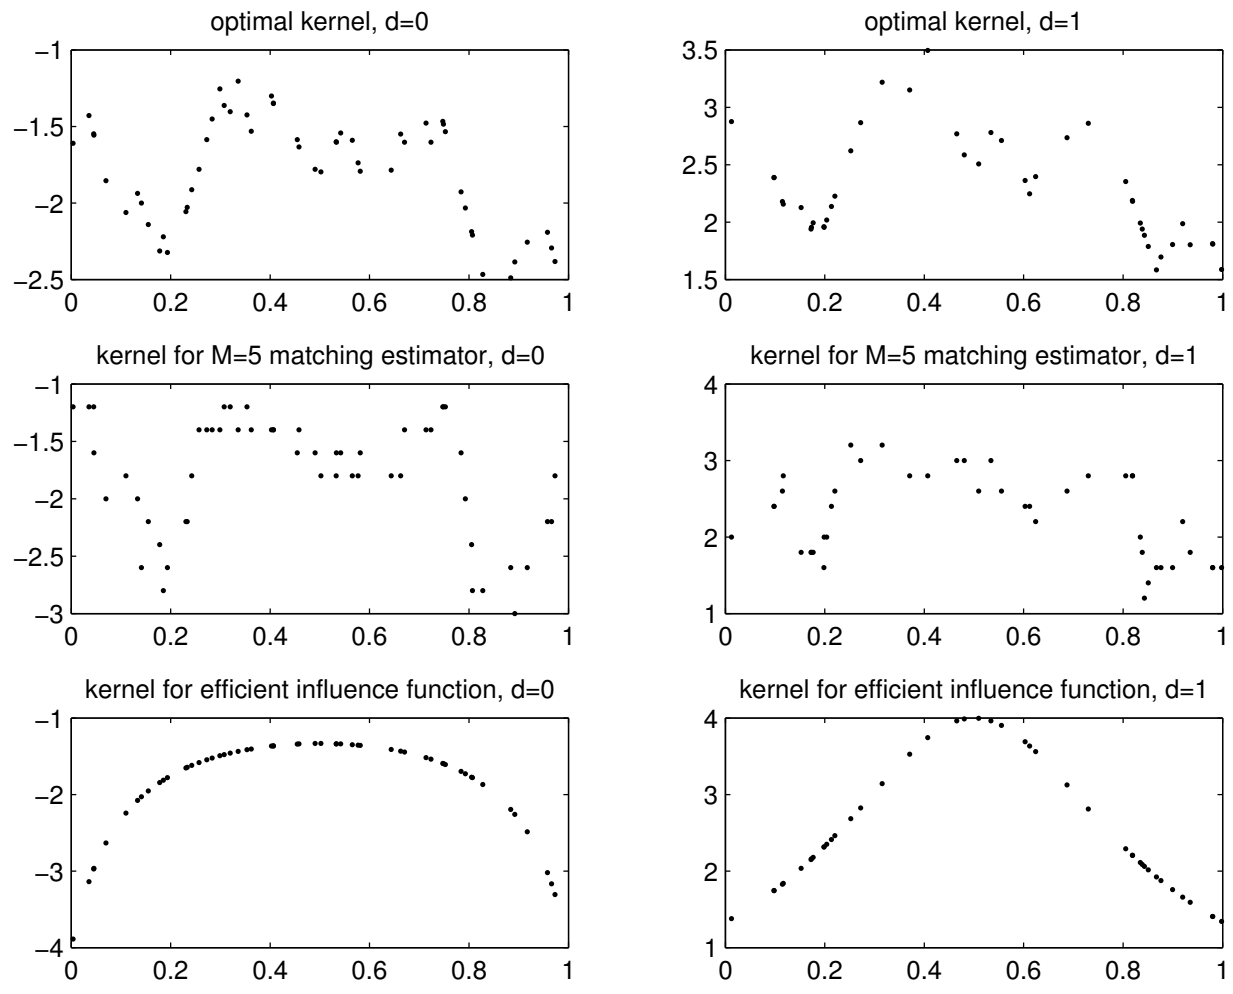 optimal kernel, d=0
−1
−1.5
−2
−2.5
0 0.2 0.4 0.6 0.8 1
optimal kernel, d=1
3.5
3
2.5
2
1.5
0 0.2 0.4 0.6 0.8 1
kernel for M=5 matching estimator, d=0
−1
−1.5
−2
−2.5
−3
0 0.2 0.4 0.6 0.8 1
kernel for M=5 matching estimator, d=1
4
3
2
1
0 0.2 0.4 0.6 0.8 1
kernel for efficient influence function, d=0
−1
−2
−3
−4
0 0.2 0.4 0.6 0.8 1
kernel for efficient influence function, d=1
4
3
2
1
0 0.2 0.4 0.6 0.8 1